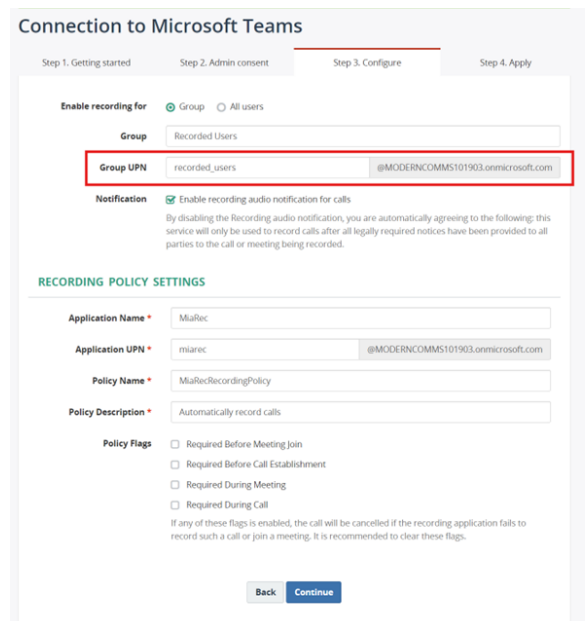 Connection to Microsoft Teams
Step 1. Getting started
Step 2. Admin consent
Step 3. Configure
Step 4. Apply
Enable recording for
Group
All users
Group
Recorded Users
Group UPN
recorded_users
@MODERNCOMMS101903.onmicrosoft.com
Notification
Enable recording audio notification for calls
By disabling the Recording audio notification, you are automatically agreeing to the following: this
service will only be used to record calls after all legally required notices have been provided to all
parties to the call or meeting being recorded.
RECORDING POLICY SETTINGS
Application Name *
MiaRec
Application UPN *
miarec
@MODERNCOMMS101903.onmicrosoft.com
Policy Name *
MiaRecRecordingPolicy
Policy Description *
Automatically record calls
Policy Flags
Required Before Meeting Join
Required Before Call Establishment
Required During Meeting
Required During Call
If any of these flags is enabled, the call will be cancelled if the recording application fails to
record such a call or join a meeting. It is recommended to clear these flags.
Back
Continue